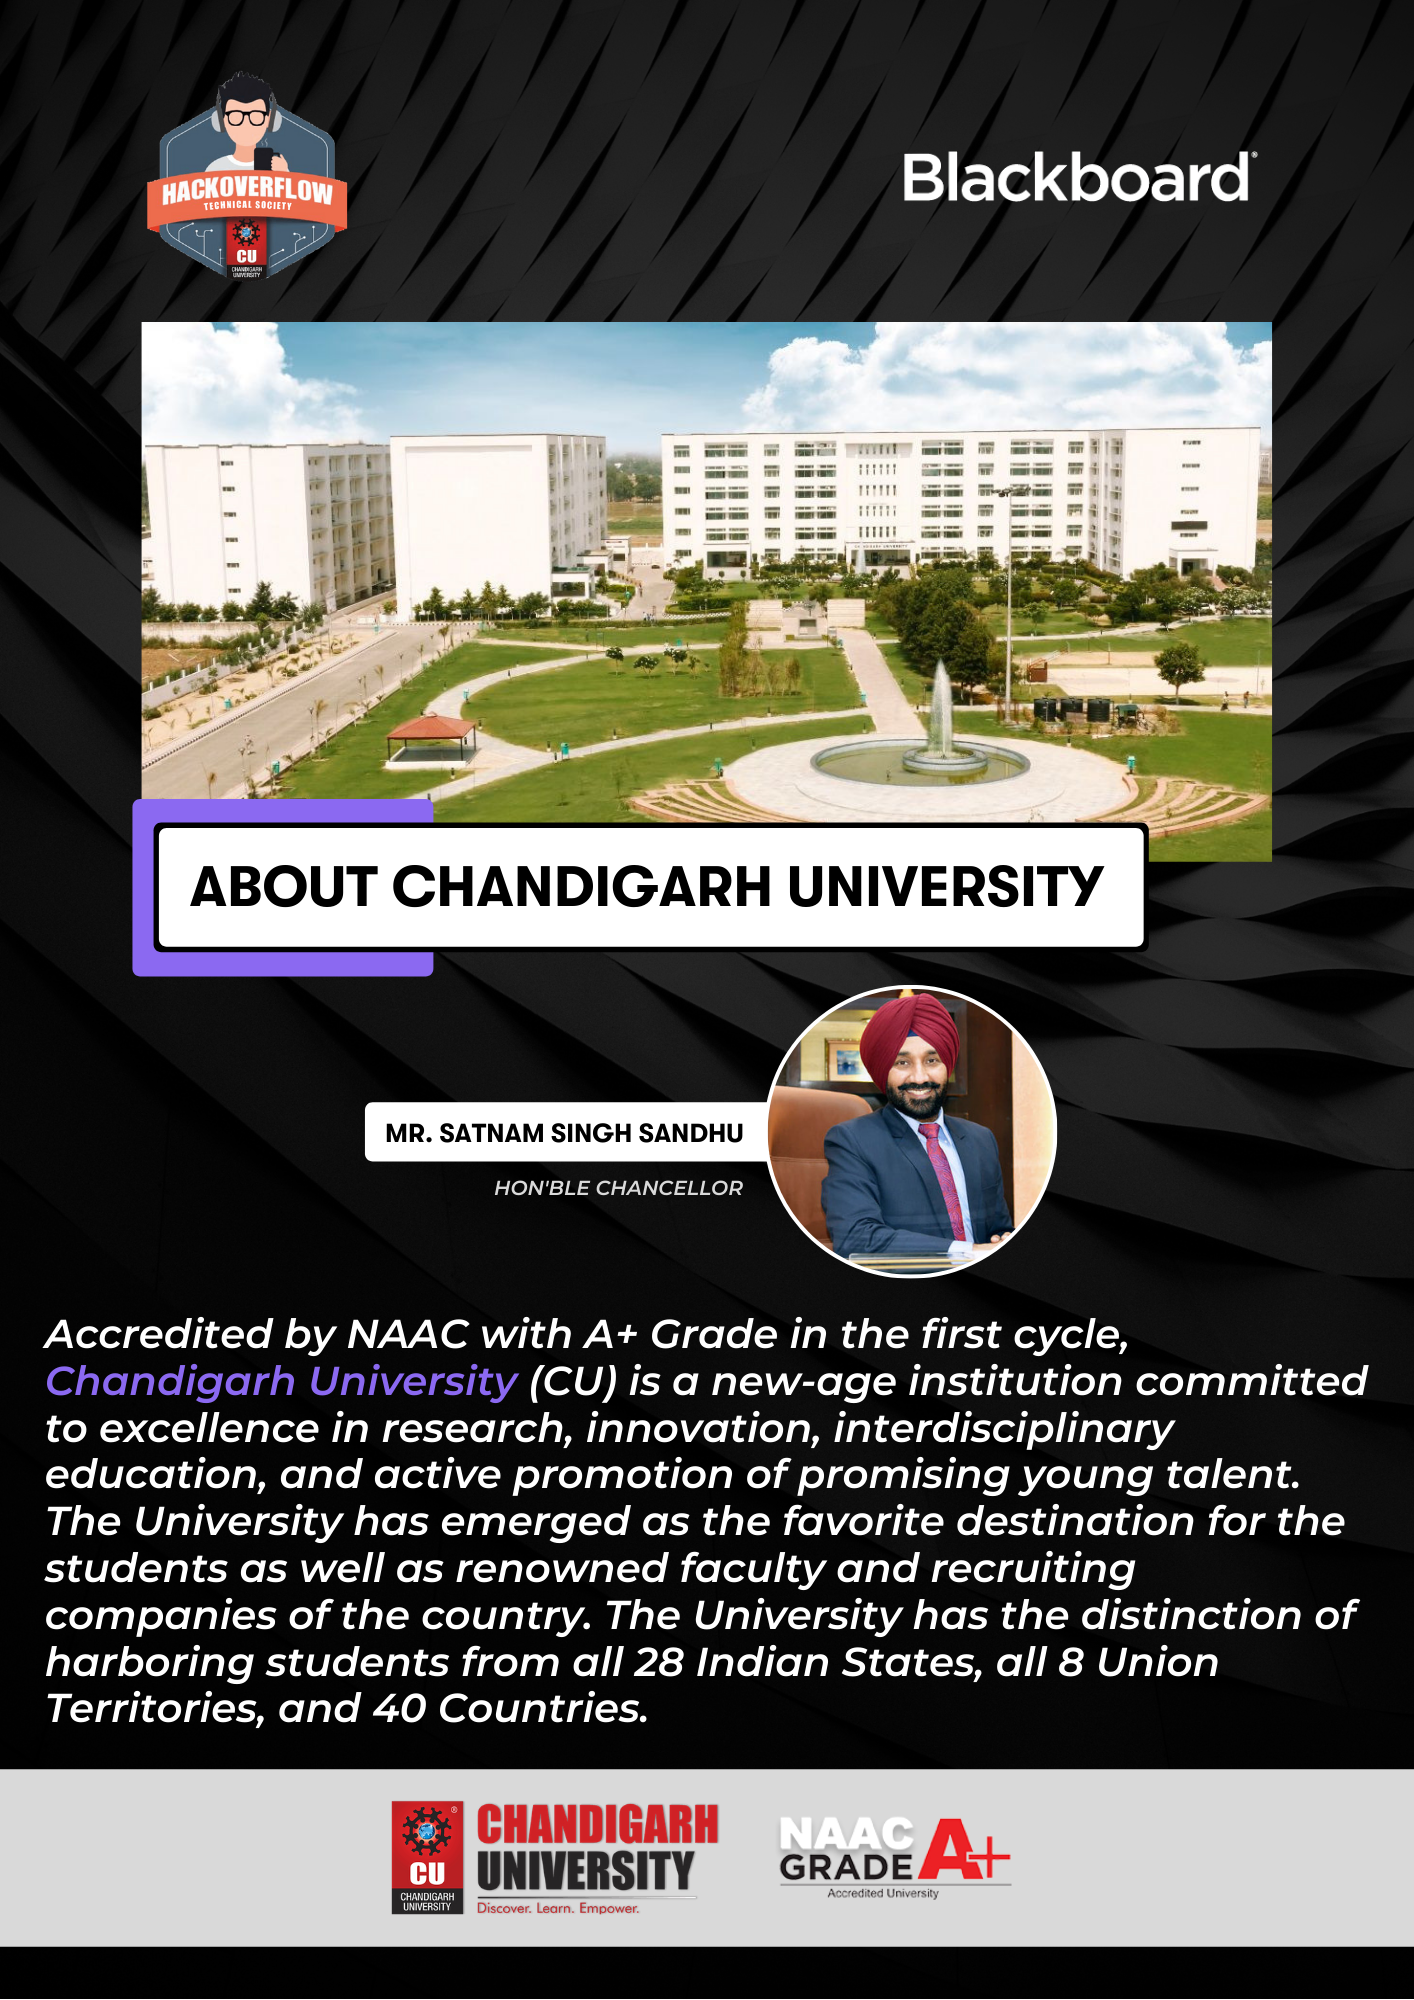 HACKOVERFLOW
TECHNICAL SOCIETY
CU
CHANDIGARH
UNIVERSITY
Blackboard®
ABOUT CHANDIGARH UNIVERSITY
MR. SATNAM SINGH SANDHU
HON'BLE CHANCELLOR
Accredited by NAAC with A+ Grade in the first cycle,
Chandigarh University (CU) is a new-age institution committed
to excellence in research, innovation, interdisciplinary
education, and active promotion of promising young talent.
The University has emerged as the favorite destination for the
students as well as renowned faculty and recruiting
companies of the country. The University has the distinction of
harboring students from all 28 Indian States, all 8 Union
Territories, and 40 Countries.
®
CU
CHANDIGARH
UNIVERSITY
CHANDIGARH
UNIVERSITY
Discover. Learn. Empower.
NAAC
GRADE A+
Accredited University